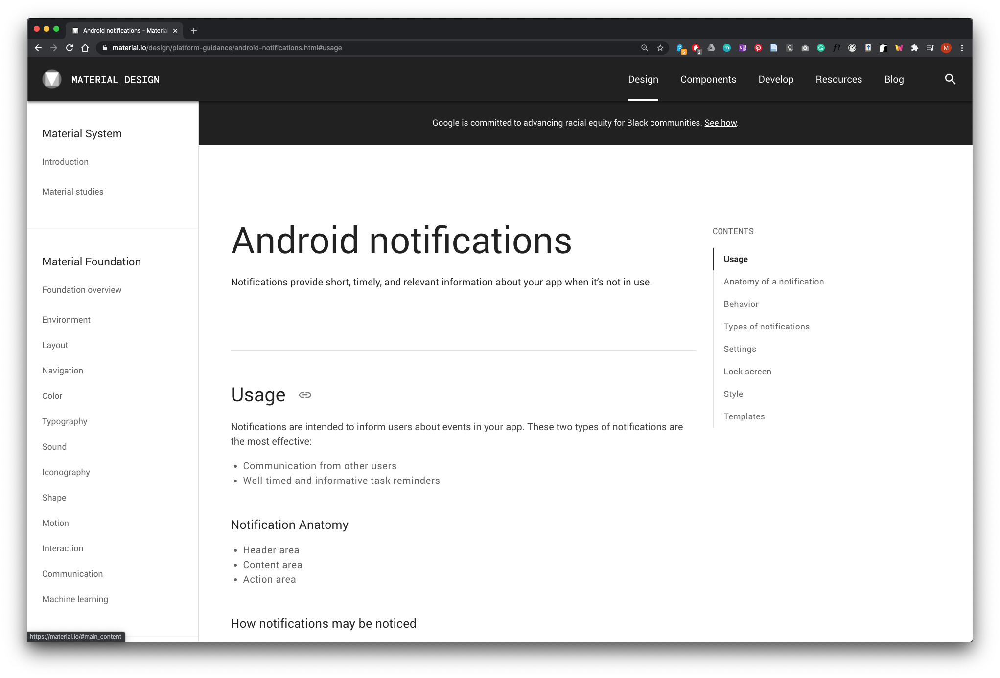 Android notifications - Materia
material.io/design/platform-guidance/android-notifications.html#usage
5
2
m
N
G
f?
M
MATERIAL DESIGN
Design
Components
Develop
Resources
Blog
Google is committed to advancing racial equity for Black communities. See how.
Material System
Introduction
Material studies
Material Foundation
Foundation overview
Environment
Layout
Navigation
Color
Typography
Sound
Iconography
Shape
Motion
Interaction
Communication
Machine learning
Android notifications
Notifications provide short, timely, and relevant information about your app when it’s not in use.
Usage
Notifications are intended to inform users about events in your app. These two types of notifications are
the most effective:
• Communication from other users
• Well-timed and informative task reminders
Notification Anatomy
• Header area
• Content area
• Action area
How notifications may be noticed
CONTENTS
Usage
Anatomy of a notification
Behavior
Types of notifications
Settings
Lock screen
Style
Templates
https://material.io/#main_content